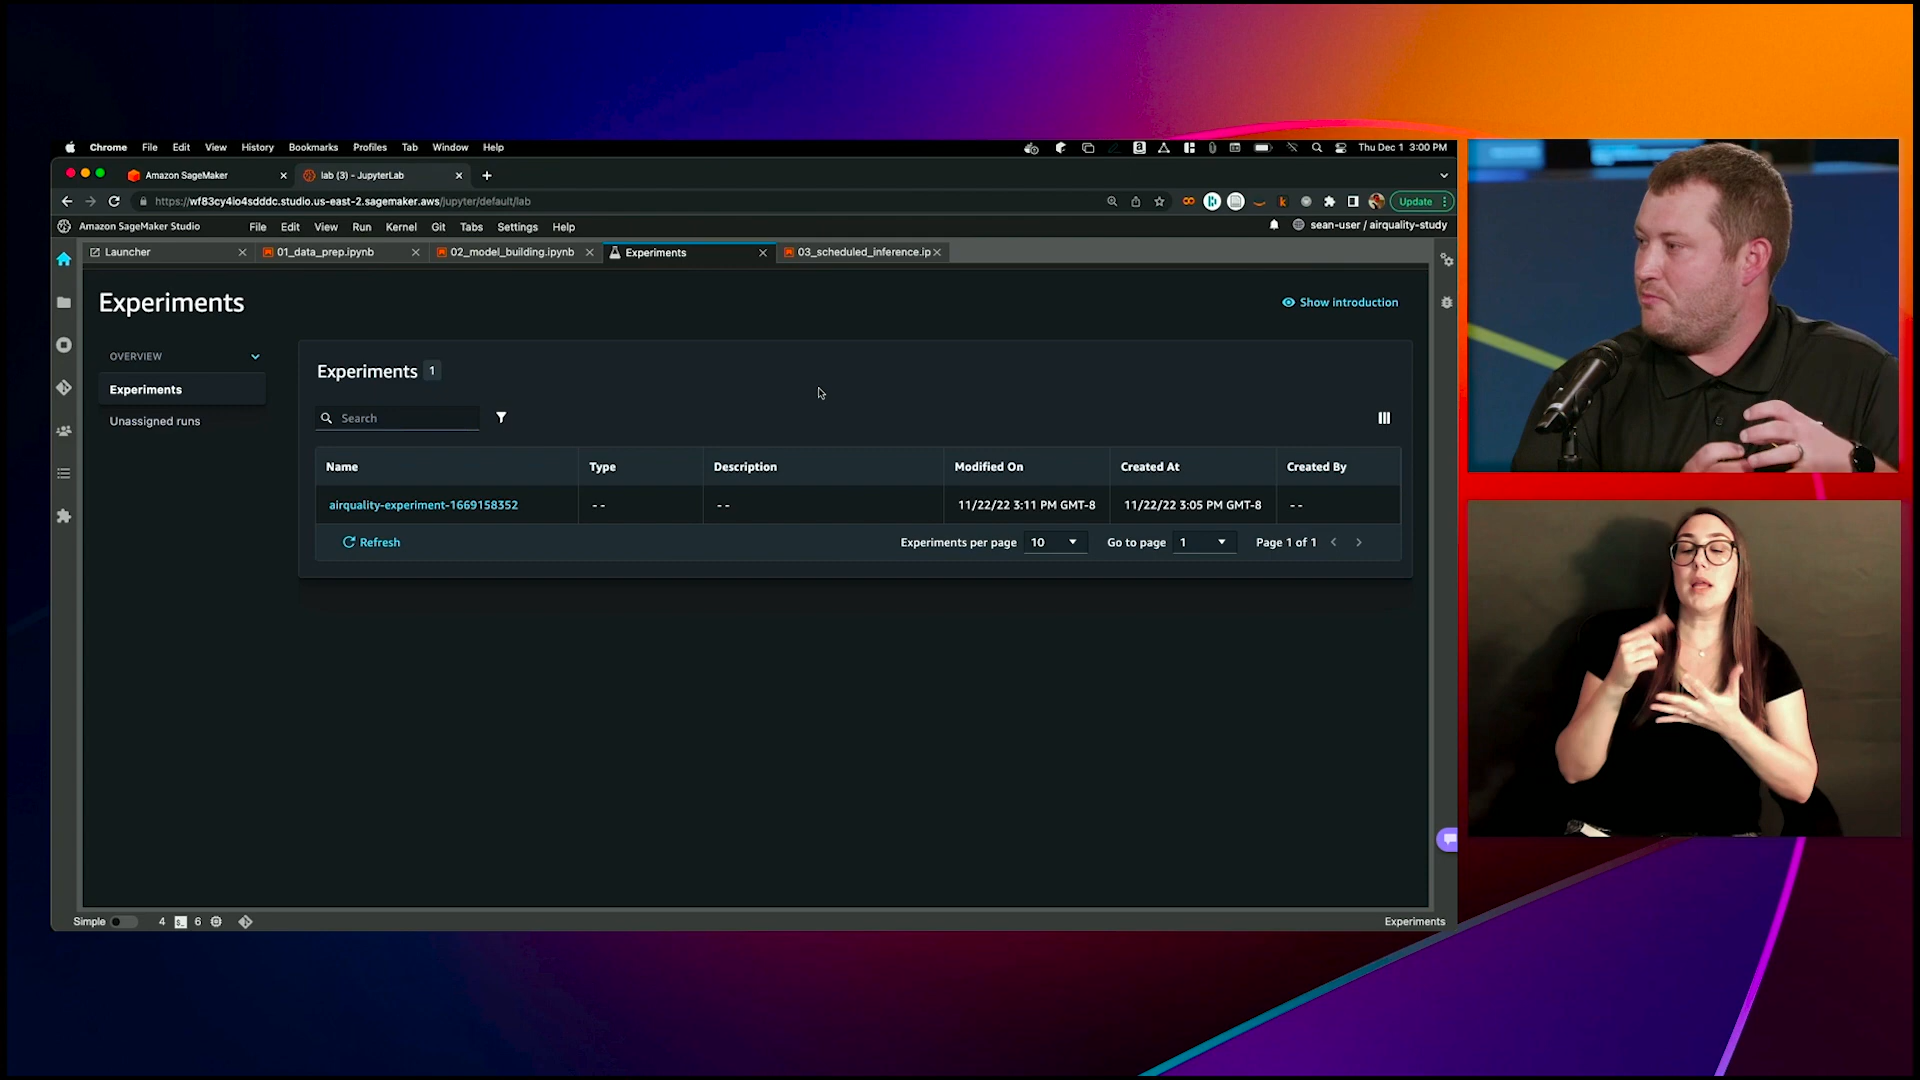 Chrome File Edit View History Bookmarks Profiles Tab Window Help Thu Dec 1 3:00 PM
Amazon SageMaker lab (3) - JupyterLab
https://wf83cy4io4sdddc.studio.us-east-2.sagemaker.aws/jupyter/default/lab Update
Amazon SageMaker Studio File Edit View Run Kernel Git Tabs Settings Help sean-user / airquality-study
Launcher 01_data_prep.ipynb 02_model_building.ipynb Experiments 03_scheduled_inference.ip
Experiments
Show introduction
OVERVIEW
Experiments
Unassigned runs
Experiments 1
Search
Name Type Description Modified On Created At Created By
airquality-experiment-1669158352 -- -- 11/22/22 3:11 PM GMT-8 11/22/22 3:05 PM GMT-8 --
Refresh Experiments per page 10 Go to page 1 Page 1 of 1
Simple 4 6 Experiments